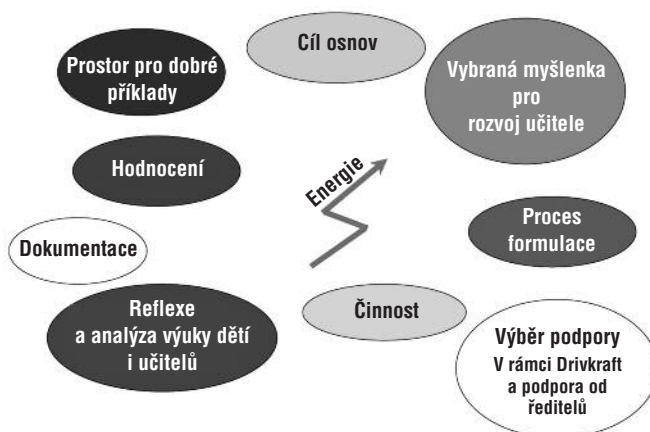 Cíl osnov
Prostor pro dobré
příklady
Vybraná myšlenka
pro
rozvoj učitele
Hodnocení
Energie
Proces
formulace
Dokumentace
Reflexe
a analýza výuky dětí
i učitelů
Činnost
Výběr podpory
V rámci Drivkraft
a podpora od
ředitelů